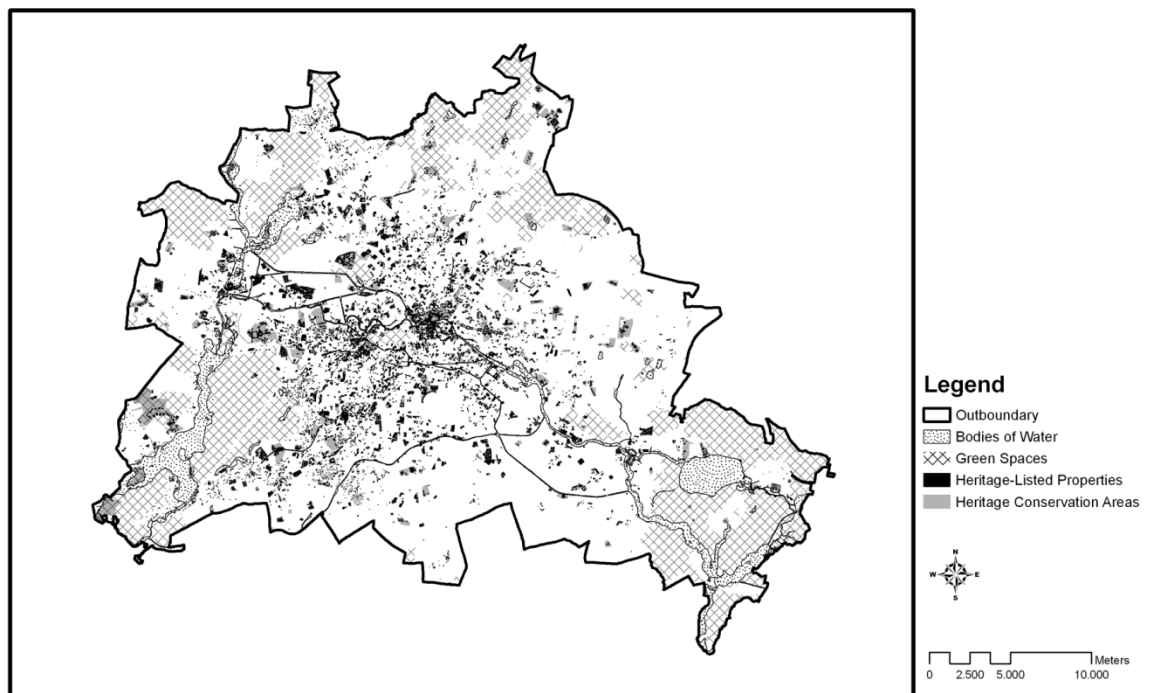 Legend
Outboundary
Bodies of Water
Green Spaces
Heritage-Listed Properties
Heritage Conservation Areas
N
W E
S
Meters
0 2.500 5.000 10.000